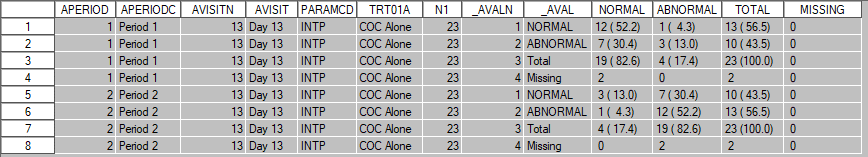 APERIOD APERIODC AVISITN AVISIT PARAMCD TRT01A N1 _AVALN _AVAL NORMAL ABNORMAL TOTAL MISSING
1 1 Period 1 13 Day 13 INTP COC Alone 23 1 NORMAL 12 ( 52.2) 1 ( 4.3) 13 ( 56.5) 0
2 1 Period 1 13 Day 13 INTP COC Alone 23 2 ABNORMAL 7 ( 30.4) 3 ( 13.0) 10 ( 43.5) 0
3 1 Period 1 13 Day 13 INTP COC Alone 23 3 Total 19 ( 82.6) 4 ( 17.4) 23 (100.0) 0
4 1 Period 1 13 Day 13 INTP COC Alone 23 4 Missing 2 0 2 0
5 2 Period 2 13 Day 13 INTP COC Alone 23 1 NORMAL 3 ( 13.0) 7 ( 30.4) 10 ( 43.5) 0
6 2 Period 2 13 Day 13 INTP COC Alone 23 2 ABNORMAL 1 ( 4.3) 12 ( 52.2) 13 ( 56.5) 0
7 2 Period 2 13 Day 13 INTP COC Alone 23 3 Total 4 ( 17.4) 19 ( 82.6) 23 (100.0) 0
8 2 Period 2 13 Day 13 INTP COC Alone 23 4 Missing 0 2 2 0